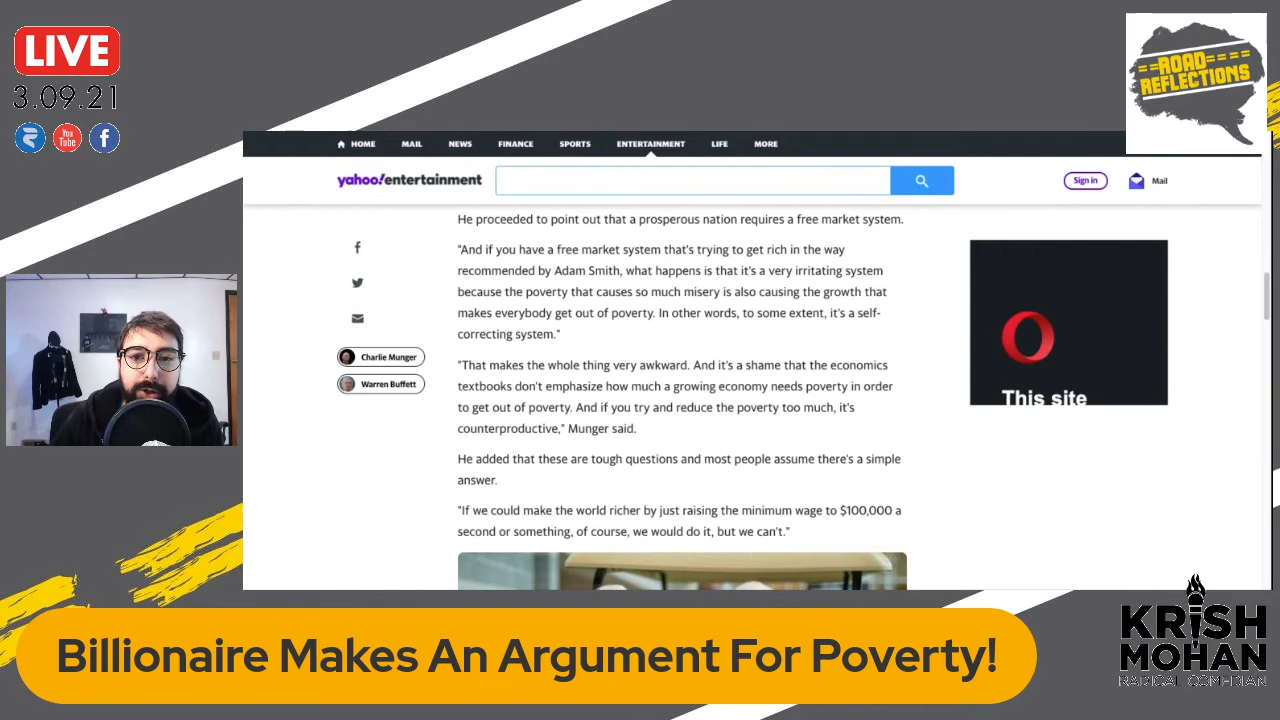 LIVE
3.09.21
You
Tube
==ROAD====
REFLECTIONS
HOME MAIL NEWS FINANCE SPORTS ENTERTAINMENT LIFE MORE
yahoo!entertainment
Sign in
Mail
He proceeded to point out that a prosperous nation requires a free market system.
"And if you have a free market system that's trying to get rich in the way
recommended by Adam Smith, what happens is that it's a very irritating system
because the poverty that causes so much misery is also causing the growth that
makes everybody get out of poverty. In other words, to some extent, it's a self-
correcting system."
Charlie Munger
Warren Buffett
"That makes the whole thing very awkward. And it's a shame that the economics
textbooks don't emphasize how much a growing economy needs poverty in order
to get out of poverty. And if you try and reduce the poverty too much, it's
counterproductive," Munger said.
He added that these are tough questions and most people assume there's a simple
answer.
"If we could make the world richer by just raising the minimum wage to $100,000 a
second or something, of course, we would do it, but we can't."
This site
Billionaire Makes An Argument For Poverty!
KRISH
MOHAN
RADICAL COMEDIAN